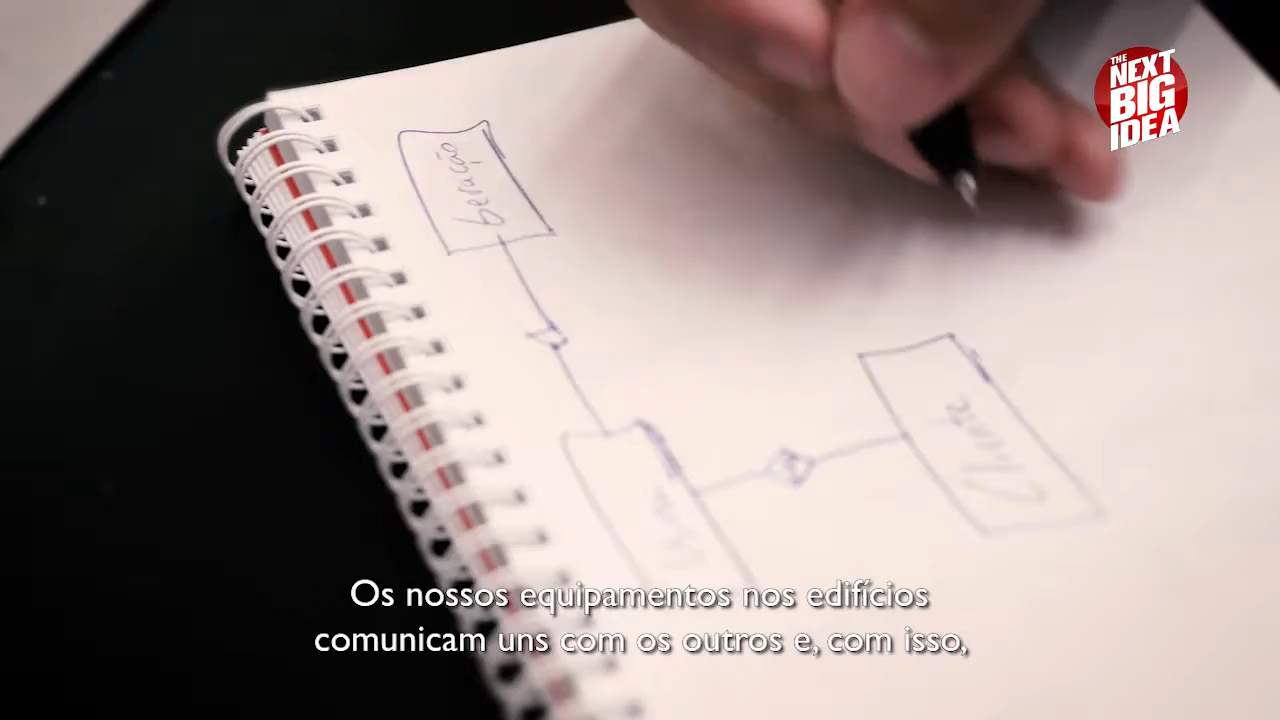 THE
NEXT
BIG
IDEA
Geração
Cliente
Os nossos equipamentos nos edifícios
comunicam uns com os outros e, com isso,